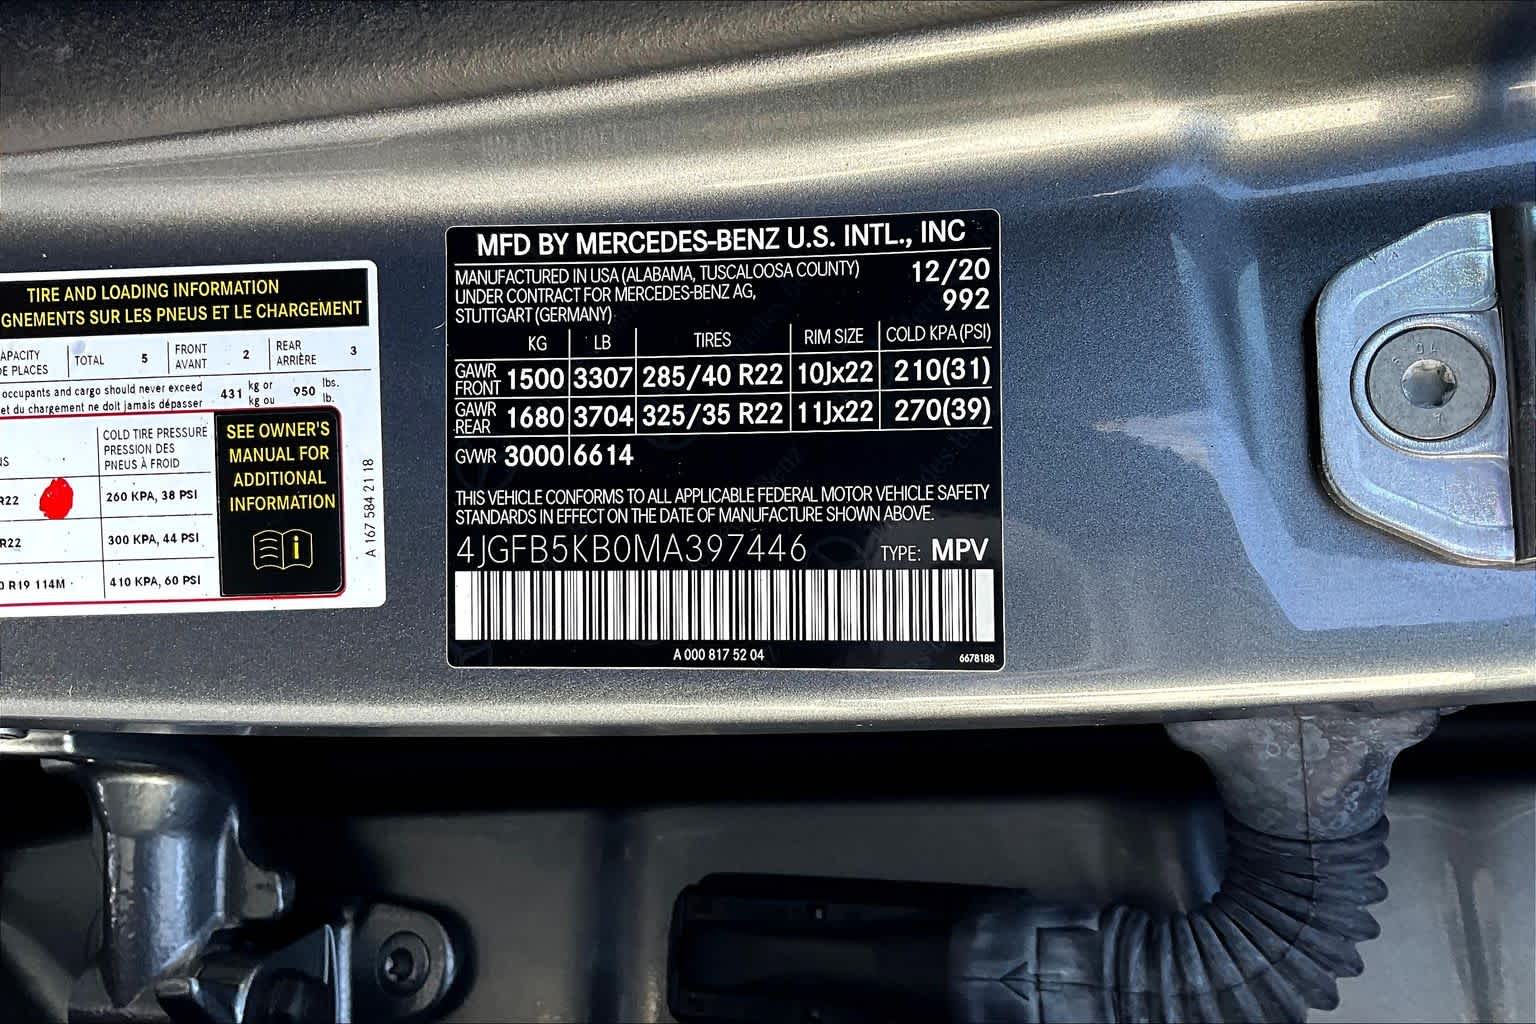 TIRE AND LOADING INFORMATION
GNEMENTS SUR LES PNEUS ET LE CHARGEMENT
APACITY
DE PLACES
TOTAL 5
FRONT
AVANT 2
REAR
ARRIÈRE 3
occupants and cargo should never exceed
et du chargement ne doit jamais dépasser
431 kg or
kg ou
950 lbs.
lb.
COLD TIRE PRESSURE
PRESSION DES
PNEUS À FROID
NS
R22 260 KPA, 38 PSI
R22 300 KPA, 44 PSI
0 R19 114M 410 KPA, 60 PSI
SEE OWNER'S
MANUAL FOR
ADDITIONAL
INFORMATION
i
A 167 584 21 18
MFD BY MERCEDES-BENZ U.S. INTL., INC
MANUFACTURED IN USA (ALABAMA, TUSCALOOSA COUNTY) 12/20
UNDER CONTRACT FOR MERCEDES-BENZ AG, 992
STUTTGART (GERMANY)
KG LB TIRES RIM SIZE COLD KPA (PSI)
GAWR
FRONT 1500 3307 285/40 R22 10Jx22 210(31)
GAWR
REAR 1680 3704 325/35 R22 11Jx22 270(39)
GVWR 3000 6614
THIS VEHICLE CONFORMS TO ALL APPLICABLE FEDERAL MOTOR VEHICLE SAFETY
STANDARDS IN EFFECT ON THE DATE OF MANUFACTURE SHOWN ABOVE.
4JGFB5KB0MA397446 TYPE: MPV
A 000 817 52 04
6678188